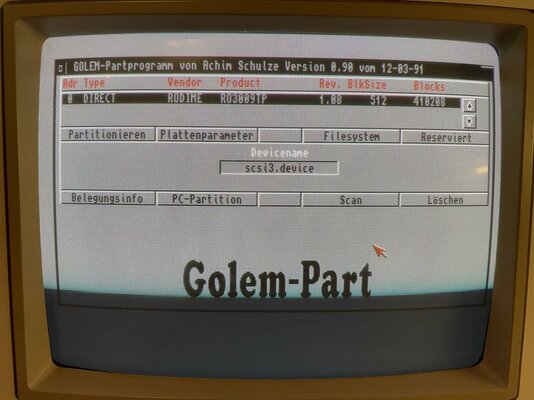 GOLEM-Partprogramm von Achim Schulze Version 0.90 vom 12-03-91
Adr Type Vendor Product Rev. BlkSize Blocks
0 DIRECT RODIME RO3009TP 1.08 512 410208
Partitionieren Plattenparameter Filesystem Reserviert
Devicename
scsi3.device
Belegungsinfo PC-Partition Scan Löschen
Golem-Part